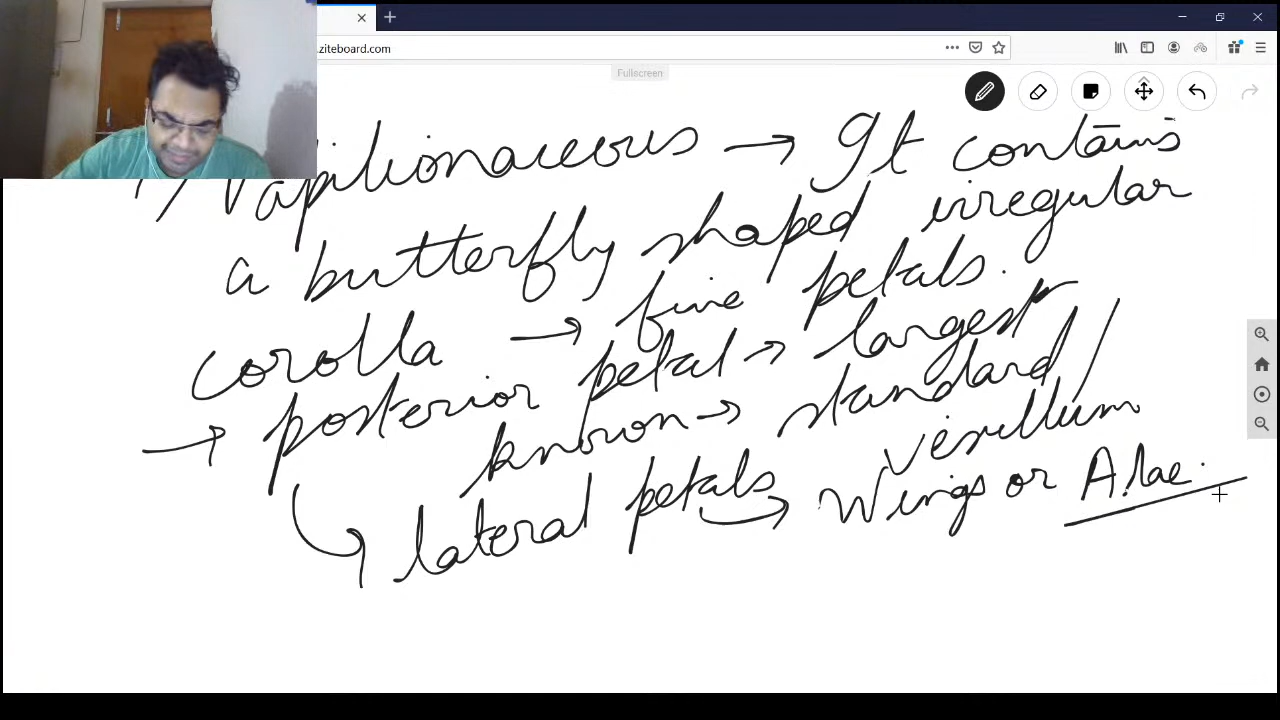 .ziteboard.com
Fullscreen
1) Papilionaceous → It contains
a butterfly shaped irregular
corolla → five petals.
→ posterior petal → largest
known → standard /
vexillum
lateral petals → Wings or Alae.